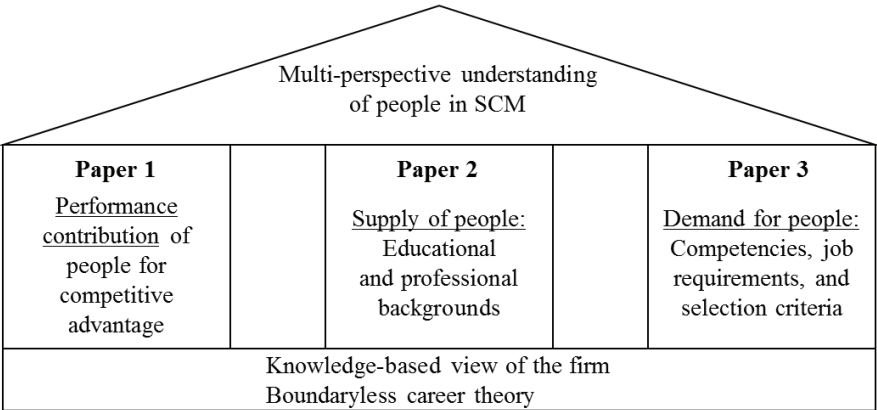 Multi-perspective understanding
of people in SCM
Paper 1
Performance
contribution of
people for
competitive
advantage
Paper 2
Supply of people:
Educational
and professional
backgrounds
Paper 3
Demand for people:
Competencies, job
requirements, and
selection criteria
Knowledge-based view of the firm
Boundaryless career theory